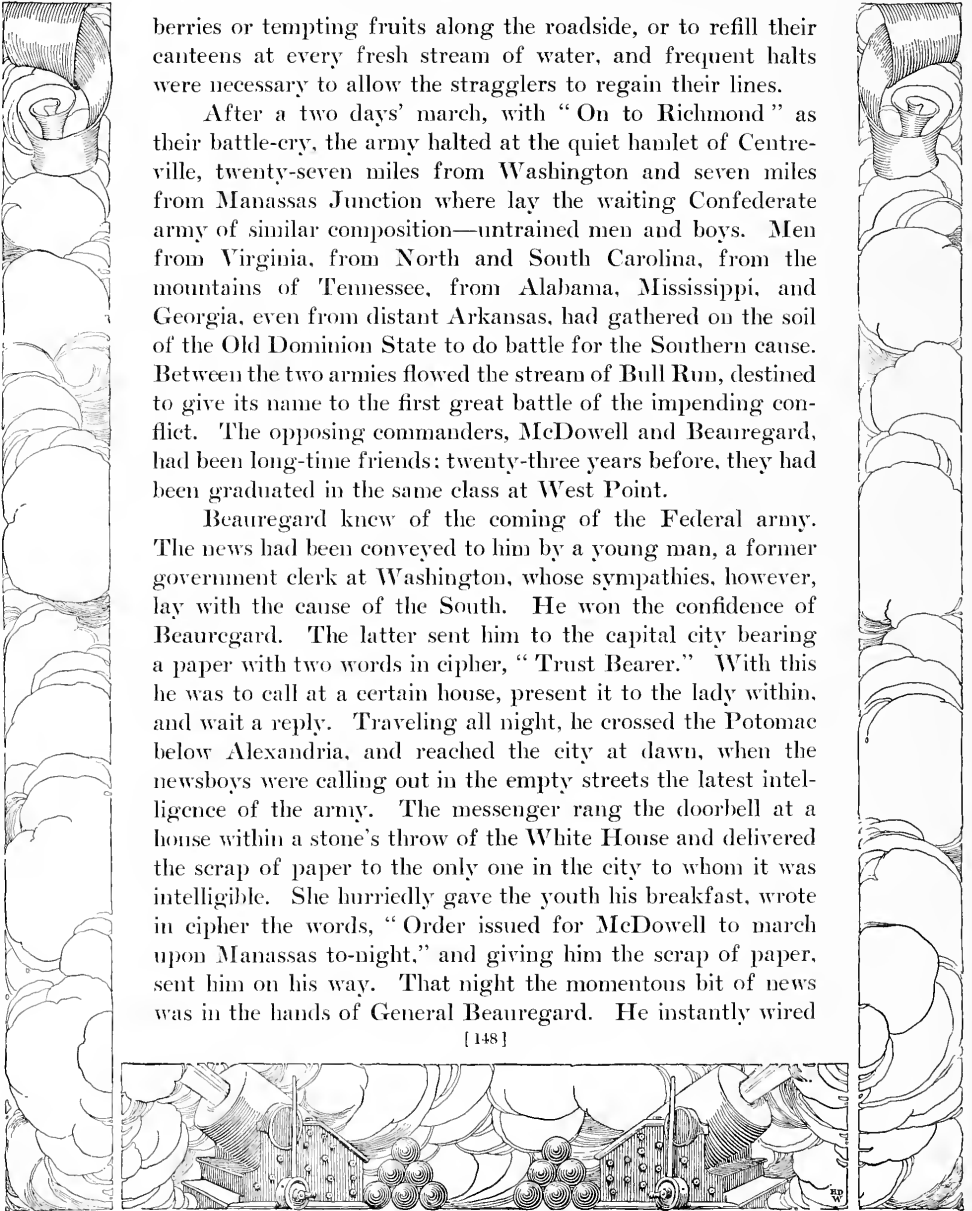 berries or tempting fruits along the roadside, or to refill their
canteens at every fresh stream of water, and frequent halts
were necessary to allow the stragglers to regain their lines.
After a two days' march, with "On to Richmond" as
their battle-cry, the army halted at the quiet hamlet of Centre-
ville, twenty-seven miles from Washington and seven miles
from Manassas Junction where lay the waiting Confederate
army of similar composition—untrained men and boys. Men
from Virginia, from North and South Carolina, from the
mountains of Tennessee, from Alabama, Mississippi, and
Georgia, even from distant Arkansas, had gathered on the soil
of the Old Dominion State to do battle for the Southern cause.
Between the two armies flowed the stream of Bull Run, destined
to give its name to the first great battle of the impending con-
flict. The opposing commanders, McDowell and Beauregard,
had been long-time friends; twenty-three years before, they had
been graduated in the same class at West Point.
Beauregard knew of the coming of the Federal army.
The news had been conveyed to him by a young man, a former
government clerk at Washington, whose sympathies, however,
lay with the cause of the South. He won the confidence of
Beauregard. The latter sent him to the capital city bearing
a paper with two words in cipher, "Trust Bearer." With this
he was to call at a certain house, present it to the lady within,
and wait a reply. Traveling all night, he crossed the Potomac
below Alexandria, and reached the city at dawn, when the
newsboys were calling out in the empty streets the latest intel-
ligence of the army. The messenger rang the doorbell at a
house within a stone's throw of the White House and delivered
the scrap of paper to the only one in the city to whom it was
intelligible. She hurriedly gave the youth his breakfast, wrote
in cipher the words, "Order issued for McDowell to march
upon Manassas to-night," and giving him the scrap of paper,
sent him on his way. That night the momentous bit of news
was in the hands of General Beauregard. He instantly wired
[148]